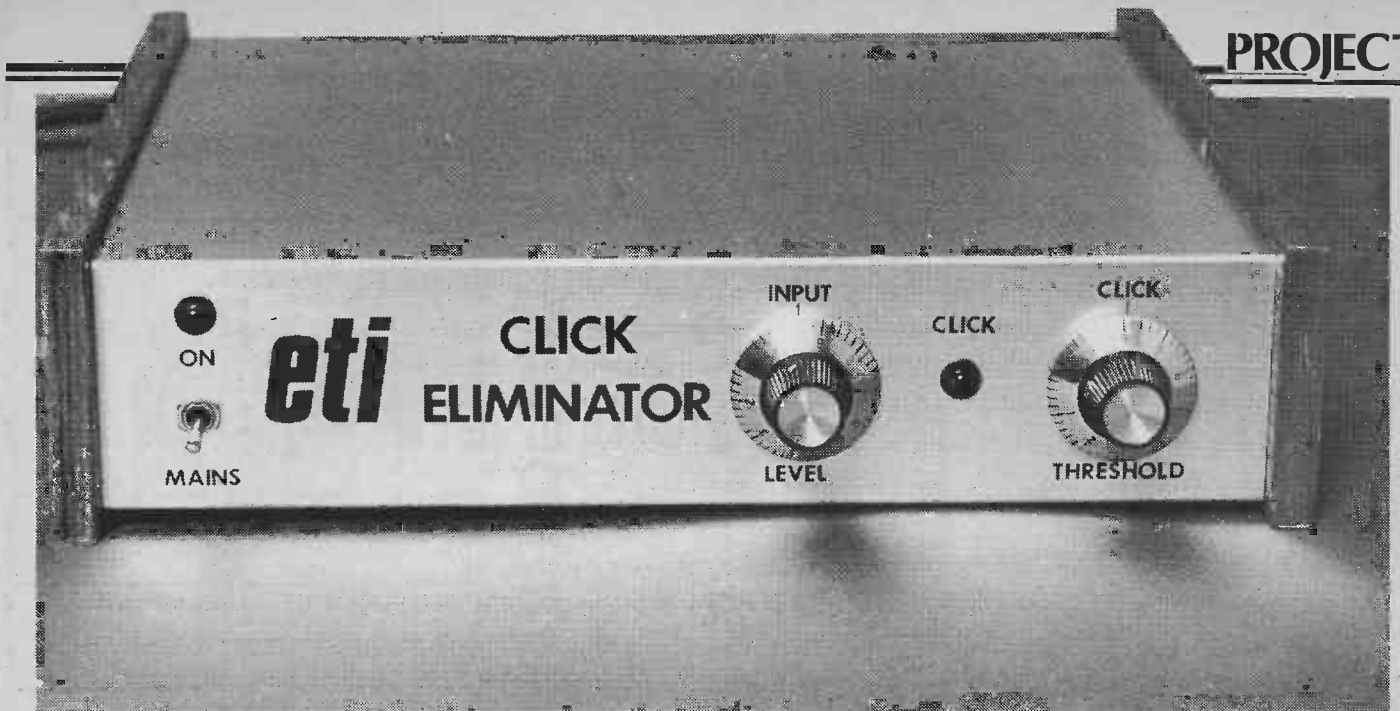 PROJECT
ON
MAINS
eti
CLICK
ELIMINATOR
INPUT
LEVEL
CLICK
CLICK
THRESHOLD